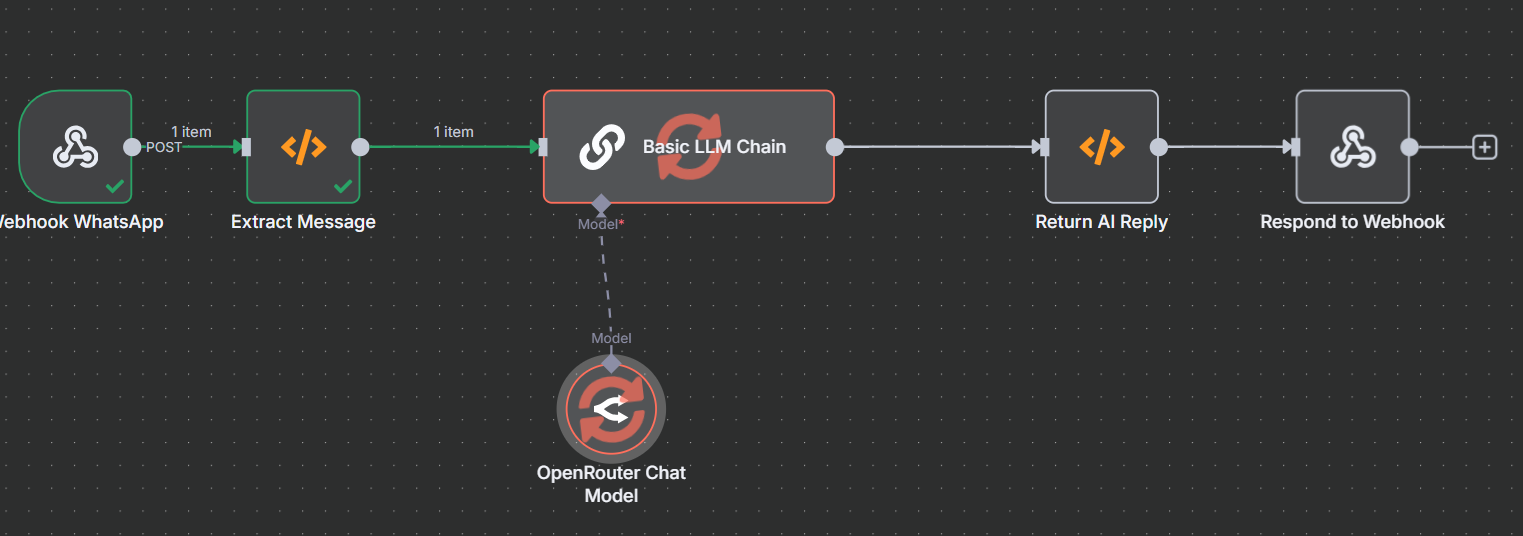 1 item
POST
1 item
Basic LLM Chain
Webhook WhatsApp
Extract Message
Model*
Return AI Reply
Respond to Webhook
Model
OpenRouter Chat
Model